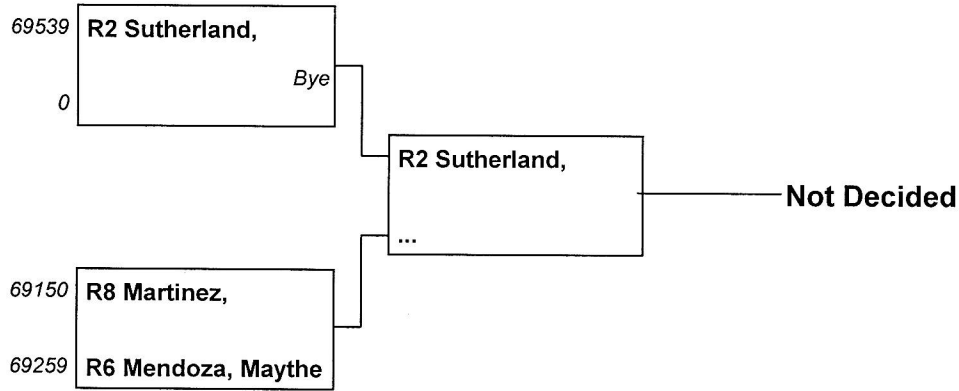 69539 R2 Sutherland,
Bye
0
R2 Sutherland,
Not Decided
...
69150 R8 Martinez,
69259 R6 Mendoza, Maythe